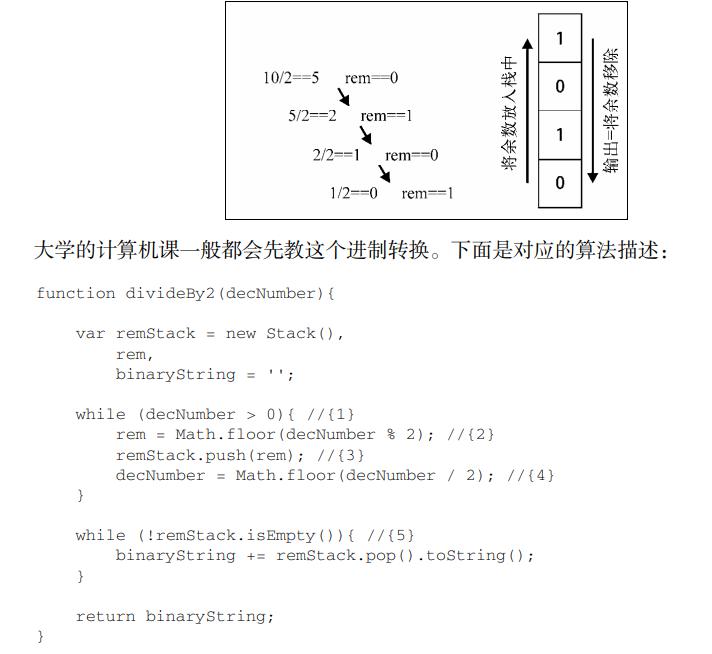 10/2==5 rem==0
5/2==2 rem==1
2/2==1 rem==0
1/2==0 rem==1
将余数放入栈中
1
0
1
0
输出=将余数移除
大学的计算机课一般都会先教这个进制转换。下面是对应的算法描述：
function divideBy2(decNumber){
    var remStack = new Stack(),
        rem,
        binaryString = '';
    while (decNumber > 0){ //{1}
        rem = Math.floor(decNumber % 2); //{2}
        remStack.push(rem); //{3}
        decNumber = Math.floor(decNumber / 2); //{4}
    }
    while (!remStack.isEmpty()){ //{5}
        binaryString += remStack.pop().toString();
    }
    return binaryString;
}